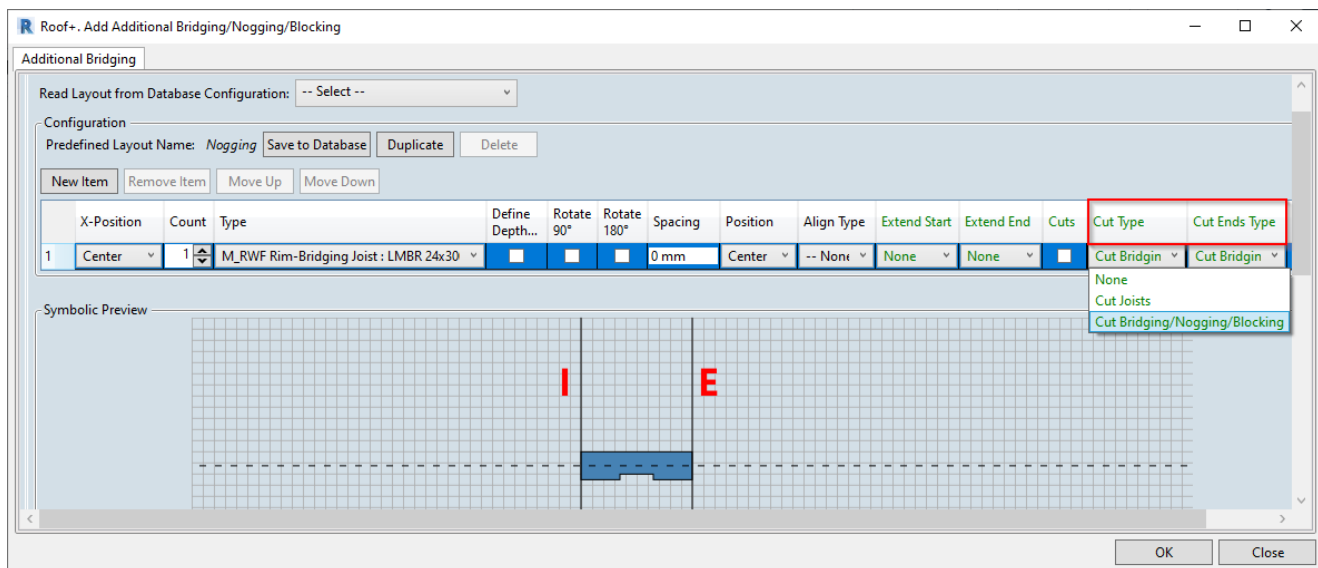 Roof+. Add Additional Bridging/Nogging/Blocking
Additional Bridging
Read Layout from Database Configuration: -- Select --
Configuration
Predefined Layout Name: Nogging Save to Database Duplicate Delete
New Item Remove Item Move Up Move Down
X-Position Count Type Define Depth... Rotate 90° Rotate 180° Spacing Position Align Type Extend Start Extend End Cuts Cut Type Cut Ends Type
1 Center 1 M_RWF Rim-Bridging Joist : LMBR 24x30 0 mm Center -- None None None Cut Bridgin Cut Bridgin
None
Cut Joists
Cut Bridging/Nogging/Blocking
Symbolic Preview
I E
OK Close